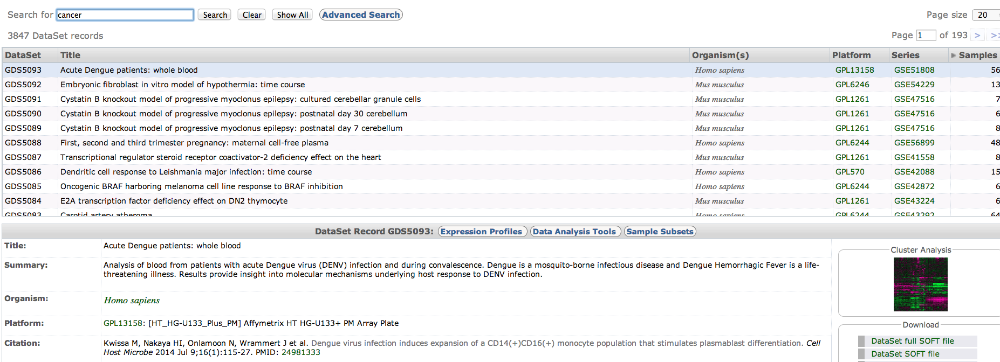 Search for cancer Search Clear Show All Advanced Search Page size 20
3847 DataSet records Page 1 of 193 > >>
DataSet Title Organism(s) Platform Series Samples
GDS5093 Acute Dengue patients: whole blood Homo sapiens GPL13158 GSE51808 56
GDS5092 Embryonic fibroblast in vitro model of hypothermia: time course Mus musculus GPL6246 GSE54229 13
GDS5091 Cystatin B knockout model of progressive myoclonus epilepsy: cultured cerebellar granule cells Mus musculus GPL1261 GSE47516 7
GDS5090 Cystatin B knockout model of progressive myoclonus epilepsy: postnatal day 30 cerebellum Mus musculus GPL1261 GSE47516 6
GDS5089 Cystatin B knockout model of progressive myoclonus epilepsy: postnatal day 7 cerebellum Mus musculus GPL1261 GSE47516 8
GDS5088 First, second and third trimester pregnancy: maternal cell-free plasma Homo sapiens GPL6244 GSE56899 48
GDS5087 Transcriptional regulator steroid receptor coactivator-2 deficiency effect on the heart Mus musculus GPL1261 GSE41558 8
GDS5086 Dendritic cell response to Leishmania major infection: time course Homo sapiens GPL570 GSE42088 15
GDS5085 Oncogenic BRAF harboring melanoma cell line response to BRAF inhibition Homo sapiens GPL6244 GSE42872 6
GDS5084 E2A transcription factor deficiency effect on DN2 thymocyte Mus musculus GPL1261 GSE43224 6
GDS5083 Carotid artery atheroma Homo sapiens GPL6244 GSE43292 64
DataSet Record GDS5093: Expression Profiles Data Analysis Tools Sample Subsets
Title: Acute Dengue patients: whole blood
Cluster Analysis
Summary: Analysis of blood from patients with acute Dengue virus (DENV) infection and during convalescence. Dengue is a mosquito-borne infectious disease and Dengue Hemorrhagic Fever is a life-
threatening illness. Results provide insight into molecular mechanisms underlying host response to DENV infection.
Organism: Homo sapiens
Platform: GPL13158: [HT_HG-U133_Plus_PM] Affymetrix HT HG-U133+ PM Array Plate
Download
Citation: Kwissa M, Nakaya HI, Onlamoon N, Wrammert J et al. Dengue virus infection induces expansion of a CD14(+)CD16(+) monocyte population that stimulates plasmablast differentiation. Cell
Host Microbe 2014 Jul 9;16(1):115-27. PMID: 24981333
DataSet full SOFT file
DataSet SOFT file